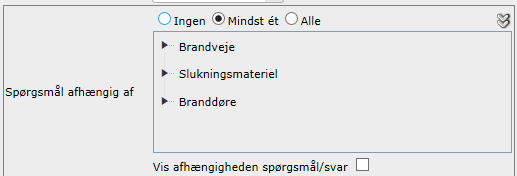 Ingen Mindst ét Alle
Brandveje
Slukningsmateriel
Spørgsmål afhængig af
Branddøre
Vis afhængigheden spørgsmål/svar